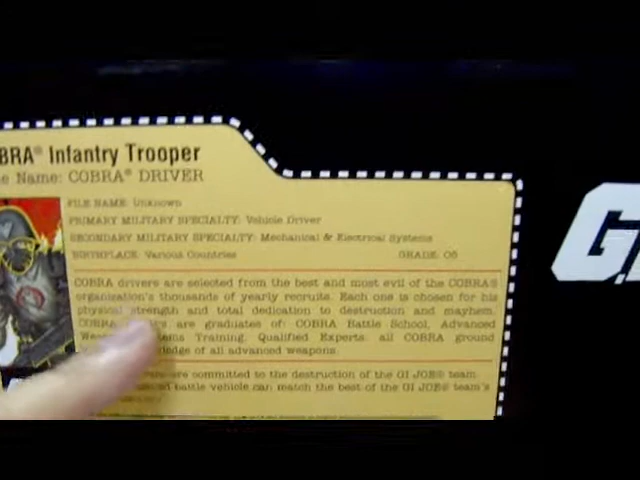 BRA® Infantry Trooper
e Name: COBRA® DRIVER
FILE NAME: Unknown
PRIMARY MILITARY SPECIALTY: Vehicle Driver
SECONDARY MILITARY SPECIALTY: Mechanical & Electrical Systems
BIRTHPLACE: Various Countries GRADE: O5
COBRA drivers are selected from the best and most evil of the COBRA'S
organization's thousands of yearly recruits. Each one is chosen for his
physical strength and total dedication to destruction and mayhem.
COBRA are graduates of: COBRA Battle School, Advanced
Training. Qualified Experts all COBRA ground
of all advanced weapons.
are committed to the destruction of the GI JOE® team.
battle vehicle can match the best of the GI JOE® team's
G.I.